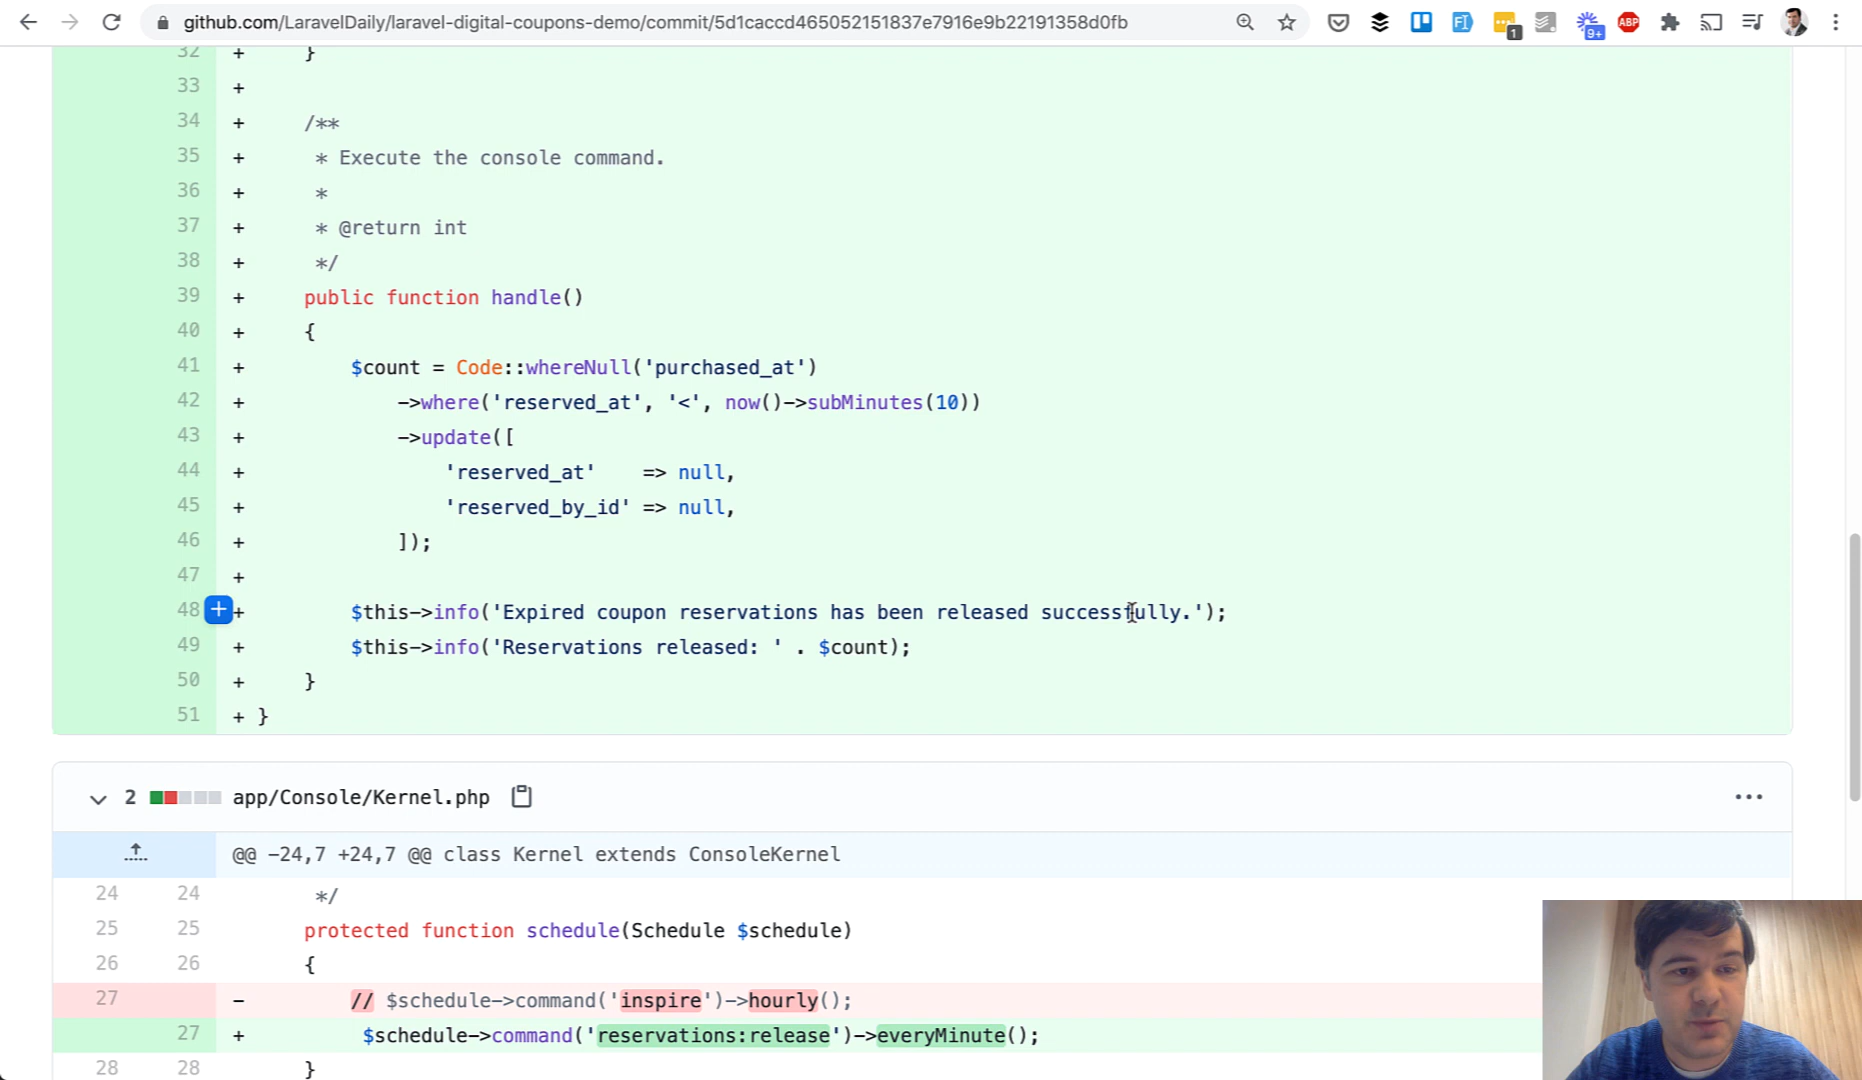 github.com/LaravelDaily/laravel-digital-coupons-demo/commit/5d1caccd465052151837e7916e9b22191358d0fb
1
9+
ABP
32 + }
33 +
34 + /**
35 + * Execute the console command.
36 + *
37 + * @return int
38 + */
39 + public function handle()
40 + {
41 + $count = Code::whereNull('purchased_at')
42 + ->where('reserved_at', '<', now()->subMinutes(10))
43 + ->update([
44 + 'reserved_at' => null,
45 + 'reserved_by_id' => null,
46 + ]);
47 +
48 + + $this->info('Expired coupon reservations has been released successfully.');
49 + $this->info('Reservations released: ' . $count);
50 + }
51 + }
2 app/Console/Kernel.php
@@ -24,7 +24,7 @@ class Kernel extends ConsoleKernel
24 24 */
25 25 protected function schedule(Schedule $schedule)
26 26 {
27 - // $schedule->command('inspire')->hourly();
27 + $schedule->command('reservations:release')->everyMinute();
28 28 }